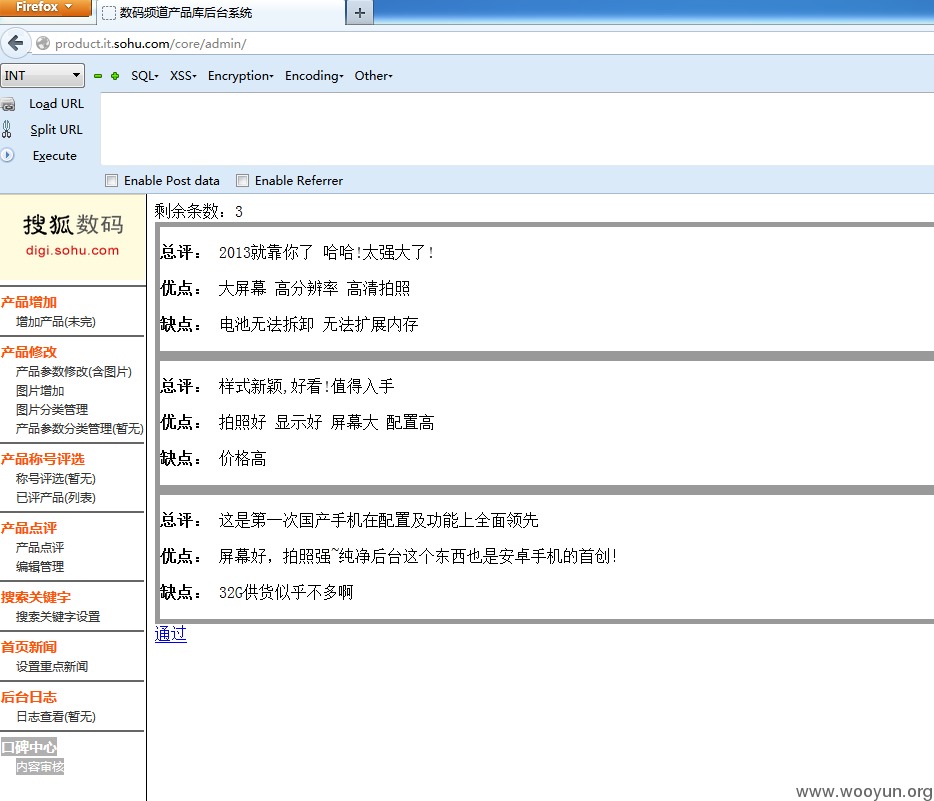 Firefox
数码频道产品库后台系统
product.it.sohu.com/core/admin/
INT
SQL
XSS
Encryption
Encoding
Other
Load URL
Split URL
Execute
Enable Post data
Enable Referrer
搜狐数码
digi.sohu.com
产品增加
增加产品(未完)
产品修改
产品参数修改(含图片)
图片增加
图片分类管理
产品参数分类管理(暂无)
产品称号评选
称号评选(暂无)
已评产品(列表)
产品点评
产品点评
编辑管理
搜索关键字
搜索关键字设置
首页新闻
设置重点新闻
后台日志
日志查看(暂无)
口碑中心
内容审核
剩余条数：3
总评： 2013就靠你了 哈哈!太强大了!
优点： 大屏幕 高分辨率 高清拍照
缺点： 电池无法拆卸 无法扩展内存
总评： 样式新颖,好看!值得入手
优点： 拍照好 显示好 屏幕大 配置高
缺点： 价格高
总评： 这是第一次国产手机在配置及功能上全面领先
优点： 屏幕好，拍照强~纯净后台这个东西也是安卓手机的首创!
缺点： 32G供货似乎不多啊
通过
www.wooyun.org